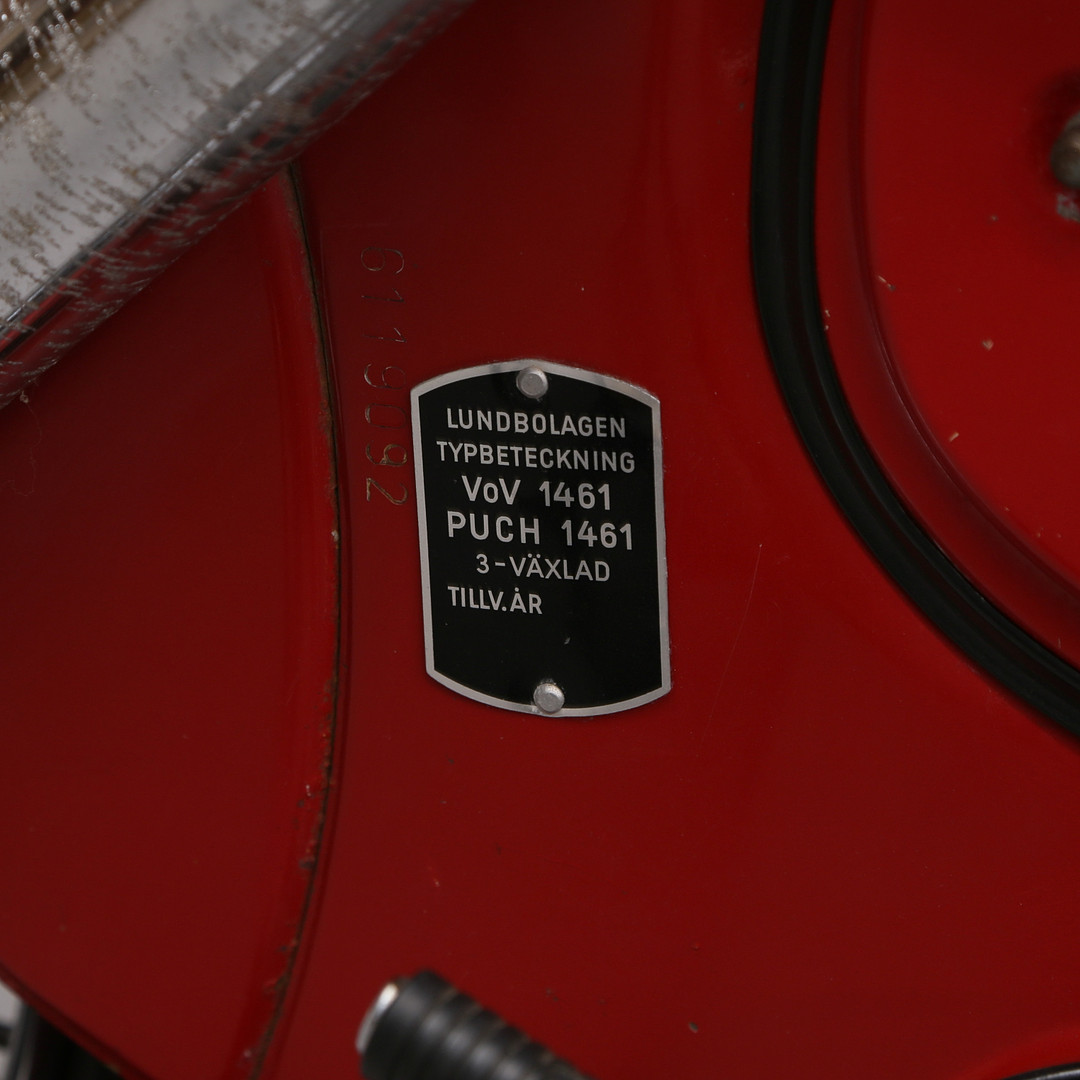 6119092
LUNDBOLAGEN
TYPBETECKNING
VoV 1461
PUCH 1461
3-VÄXLAD
TILLV.ÅR